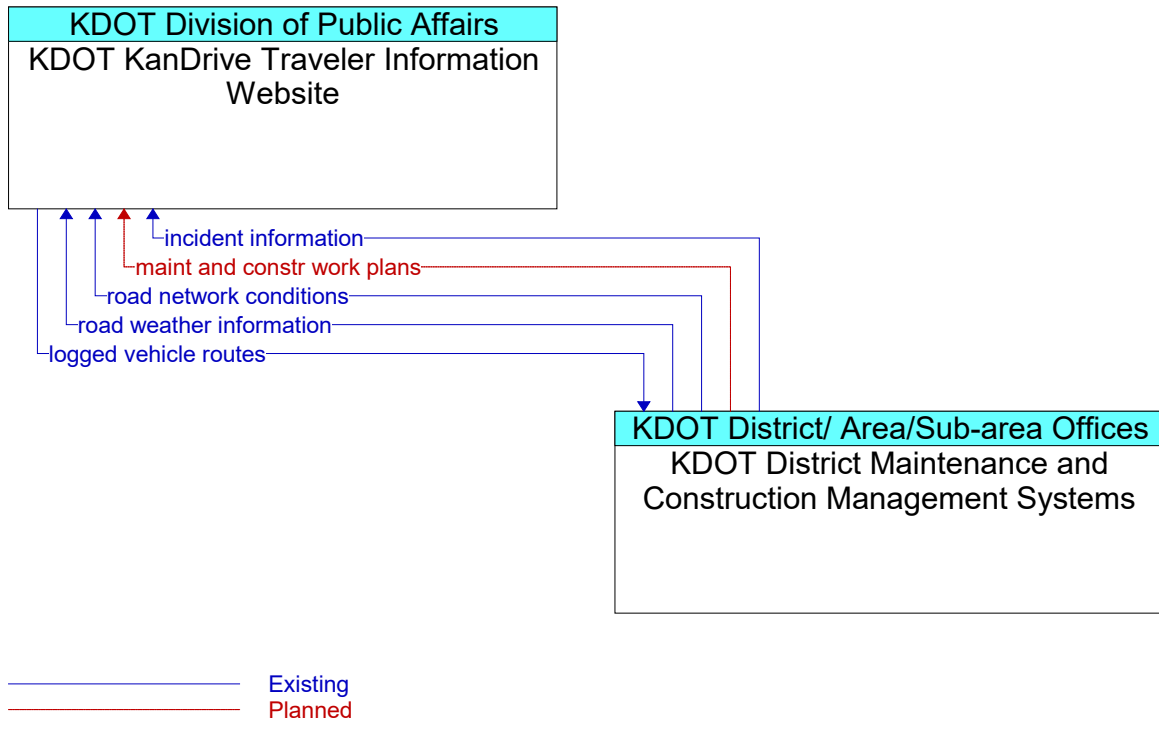 KDOT Division of Public Affairs
KDOT KanDrive Traveler Information
Website
incident information
maint and constr work plans
road network conditions
road weather information
logged vehicle routes
KDOT District/ Area/Sub-area Offices
KDOT District Maintenance and
Construction Management Systems
Existing
Planned